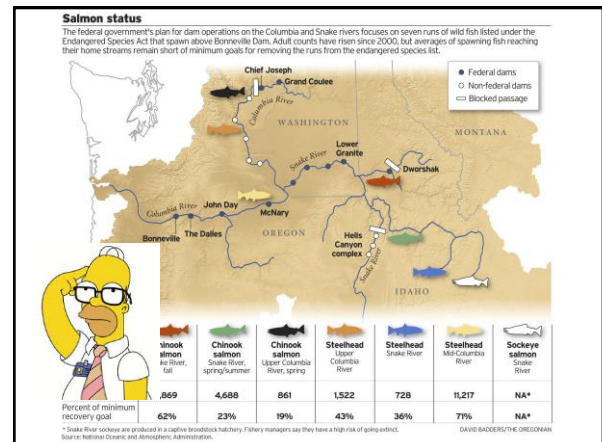 Salmon status
The federal government's plan for dam operations on the Columbia and Snake rivers focuses on seven runs of wild fish listed under the
Endangered Species Act that spawn above Bonneville Dam. Adult counts have risen since 2000, but averages of spawning fish reaching
their home streams remain short of minimum goals for removing the runs from the endangered species list.
Chief Joseph
Grand Coulee
Federal dams
Non-federal dams
Blocked passage
Columbia River
WASHINGTON
MONTANA
Lower
Granite
Snake River
Dworshak
Columbia River
John Day
McNary
The Dalles
Bonneville
OREGON
Hells
Canyon
complex
Snake River
IDAHO
Chinook Chinook Steelhead Steelhead Steelhead Sockeye
salmon salmon salmon Upper Snake River Mid-Columbia salmon
Snake River, Upper Columbia Columbia River Snake
fall spring/summer River, spring River River
,869 4,688 861 1,522 728 11,217 NA*
Percent of minimum
recovery goal 62% 23% 19% 43% 36% 71% NA*
* Snake River sockeye are produced in a captive broodstock hatchery. Fishery managers say they have a high risk of going extinct.
Source: National Oceanic and Atmospheric Administration.
DAVID BADDERS/THE OREGONIAN